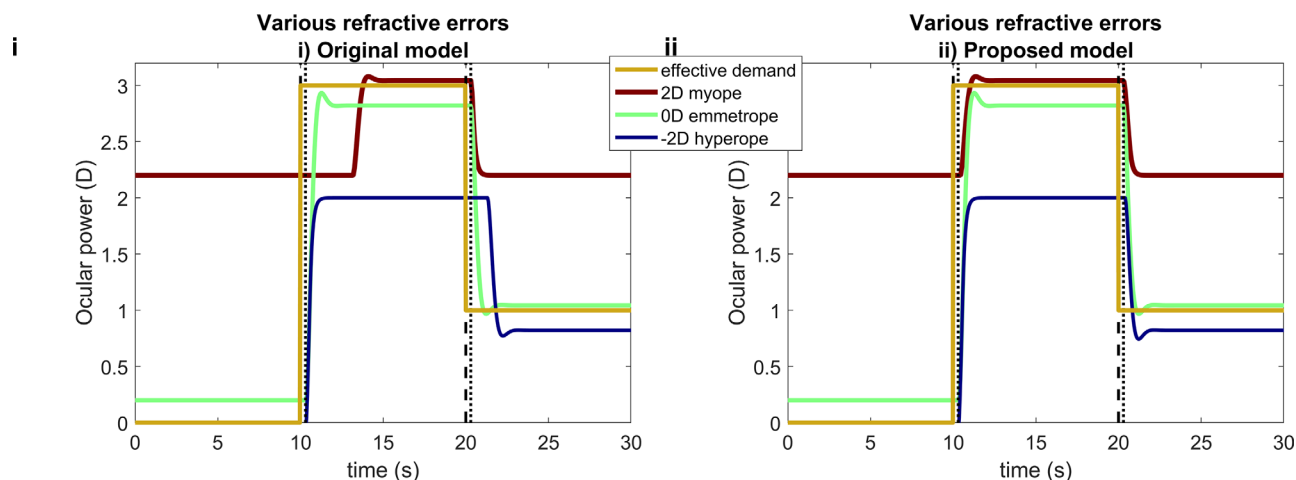 i
Various refractive errors
i) Original model
Ocular power (D)
3
2.5
2
1.5
1
0.5
0
0 5 10 15 20 25 30
time (s)
effective demand
2D myope
0D emmetrope
-2D hyperope
ii
Various refractive errors
ii) Proposed model
Ocular power (D)
3
2.5
2
1.5
1
0.5
0
0 5 10 15 20 25 30
time (s)